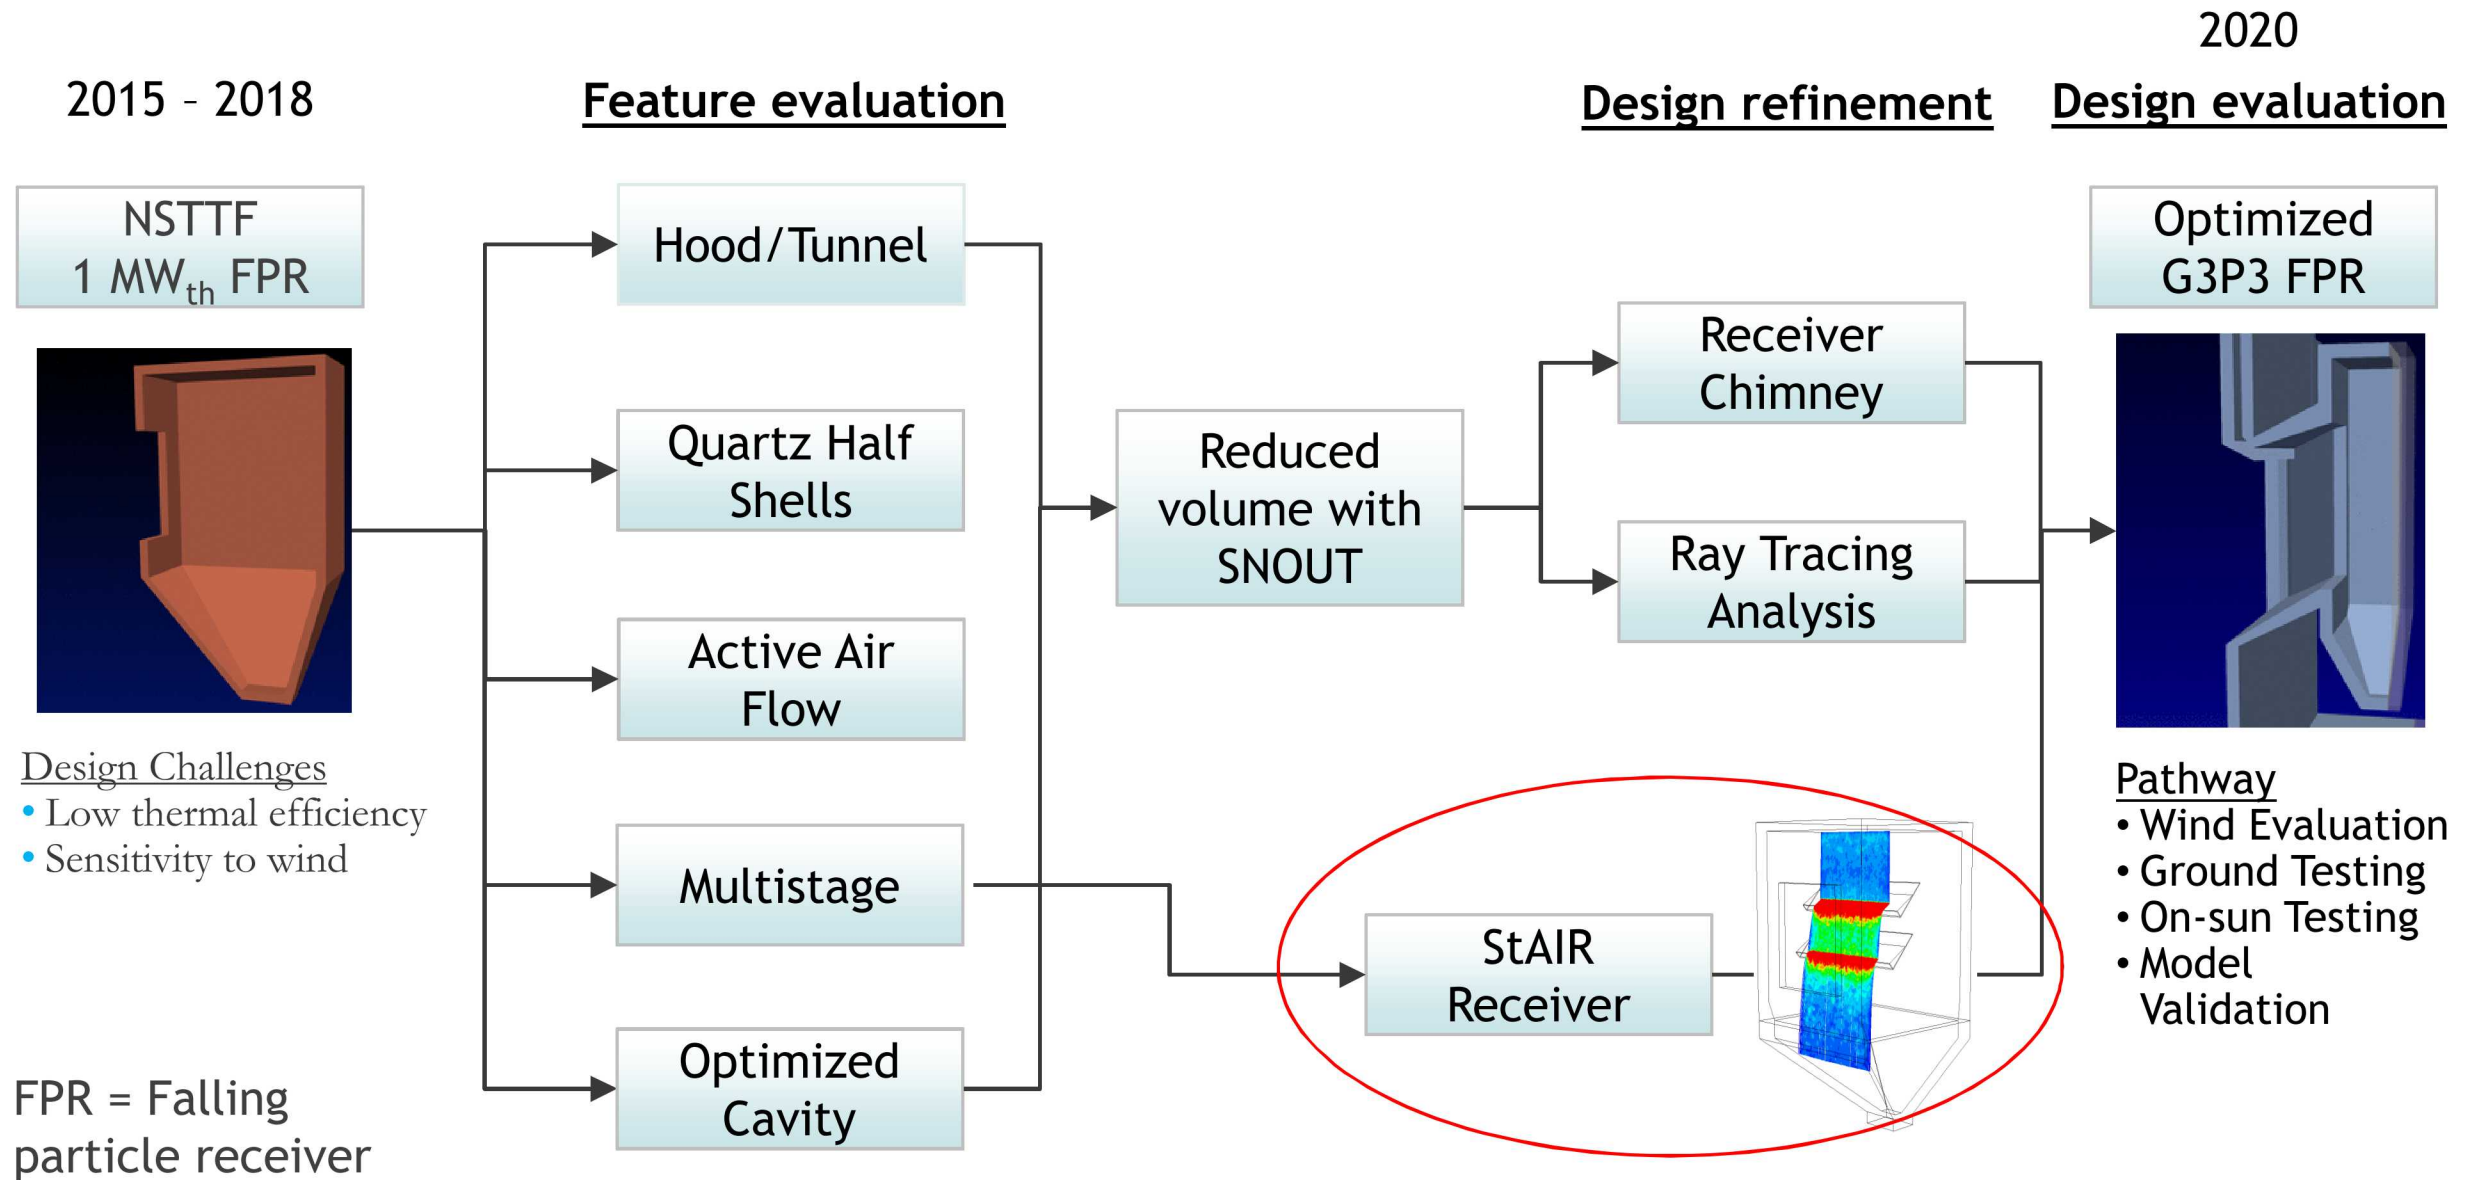 2020
2015 – 2018
Feature evaluation
Design refinement
Design evaluation
NSTTF
1 MWth FPR
Design Challenges
• Low thermal efficiency
• Sensitivity to wind
FPR = Falling
particle receiver
Hood/Tunnel
Quartz Half
Shells
Active Air
Flow
Multistage
Optimized
Cavity
Reduced
volume with
SNOUT
Receiver
Chimney
Ray Tracing
Analysis
StAIR
Receiver
Optimized
G3P3 FPR
Pathway
• Wind Evaluation
• Ground Testing
• On-sun Testing
• Model
Validation